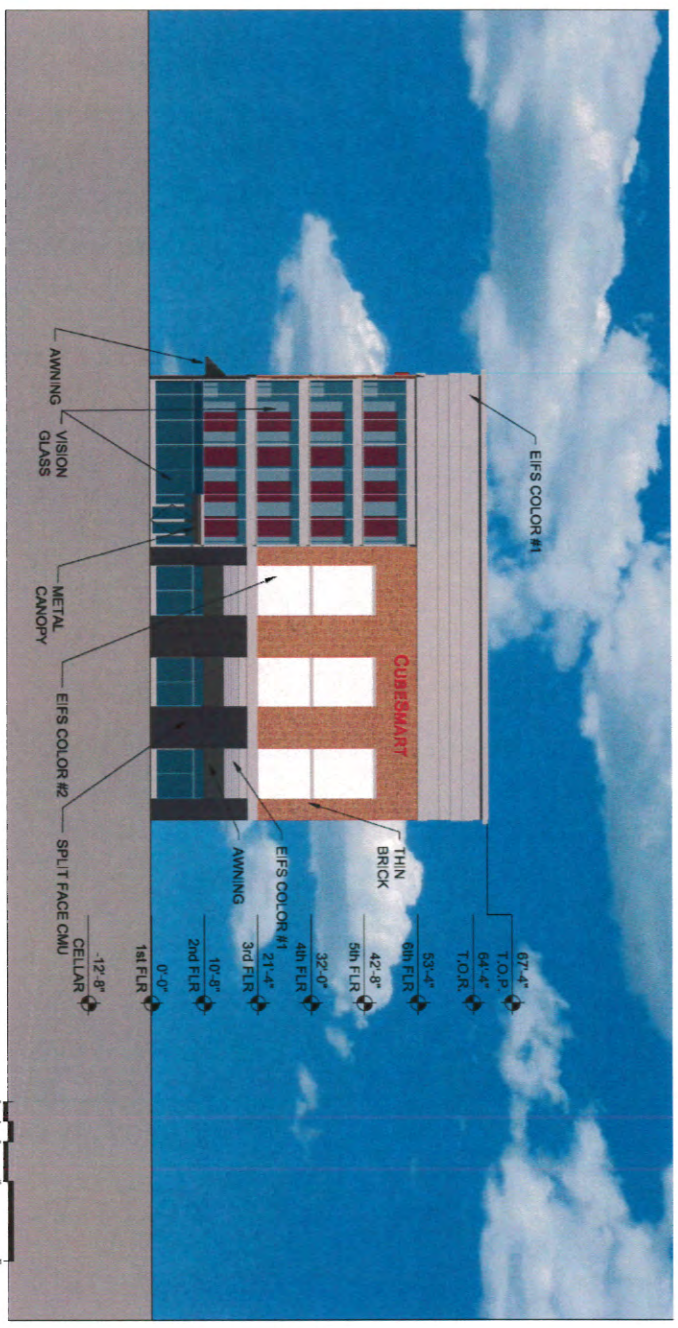 EIFS COLOR #1
CUBESMART
THIN
BRICK
EIFS COLOR #1
AWNING
AWNING
VISION
GLASS
METAL
CANOPY
EIFS COLOR #2
SPLIT FACE CMU
67'-4"
T.O.P.
64'-4"
T.O.R.
53'-4"
6th FLR
42'-8"
5th FLR
32'-0"
4th FLR
21'-4"
3rd FLR
10'-8"
2nd FLR
0'-0"
1st FLR
-12'-8"
CELLAR